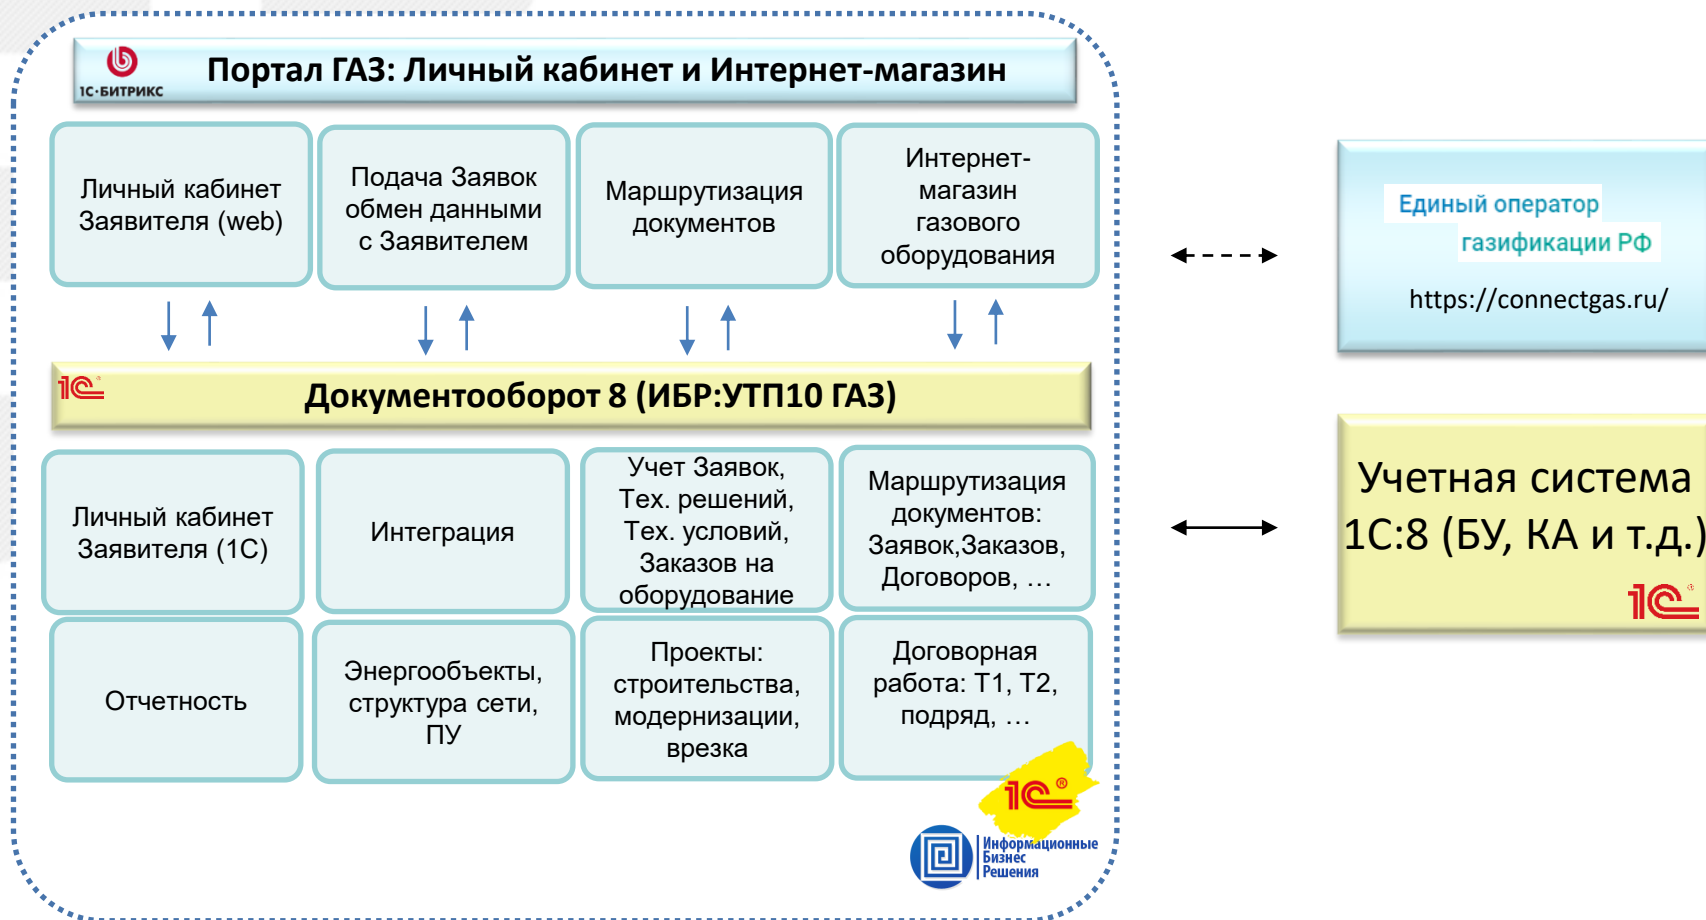 Портал ГАЗ: Личный кабинет и Интернет-магазин
1С·БИТРИКС
Личный кабинет
Заявителя (web)
Подача Заявок
обмен данными
с Заявителем
Маршрутизация
документов
Интернет-
магазин
газового
оборудования
1С
Документооборот 8 (ИБР:УТП10 ГАЗ)
Личный кабинет
Заявителя (1С)
Интеграция
Учет Заявок,
Тех. решений,
Тех. условий,
Заказов на
оборудование
Маршрутизация
документов:
Заявок,Заказов,
Договоров, …
Отчетность
Энергообъекты,
структура сети,
ПУ
Проекты:
строительства,
модернизации,
врезка
Договорная
работа: Т1, Т2,
подряд, …
1С®
Информационные
Бизнес
Решения
Единый оператор
газификации РФ
https://connectgas.ru/
Учетная система
1С:8 (БУ, КА и т.д.)
1С®